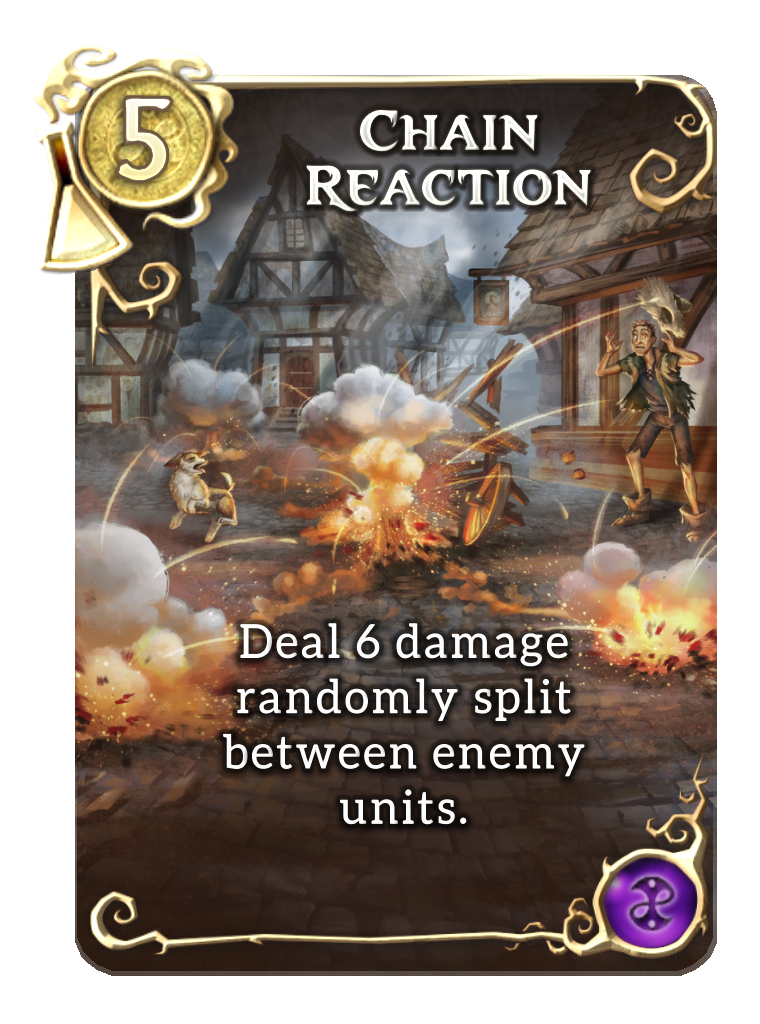 5
Chain
Reaction
Deal 6 damage
randomly split
between enemy
units.